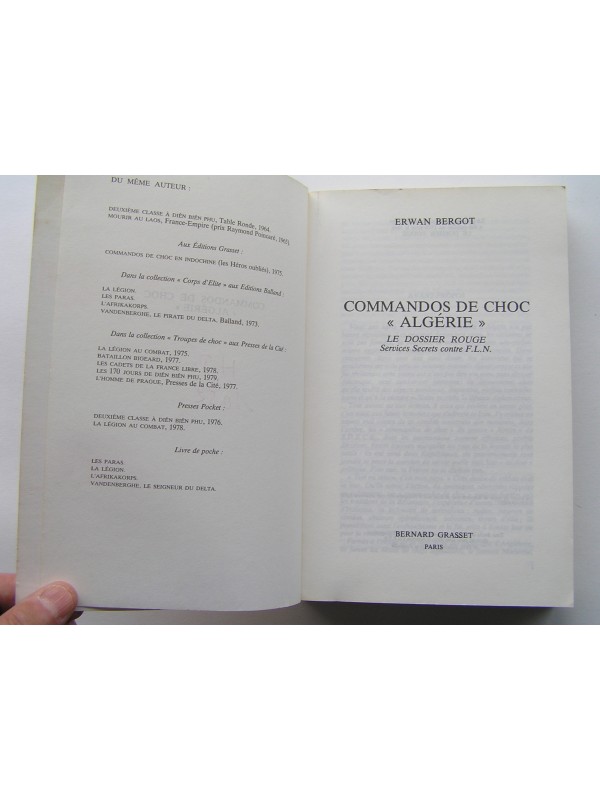 DU MÊME AUTEUR :
DEUXIÈME CLASSE À DIÊN BIÊN PHU, Table Ronde, 1964.
MOURIR AU LAOS, France-Empire (prix Raymond Poincaré, 1965).
Aux Éditions Grasset :
COMMANDOS DE CHOC EN INDOCHINE (les Héros oubliés), 1975.
Dans la collection « Corps d'Elite » aux Editions Balland :
LA LÉGION.
LES PARAS.
L'AFRIKAKORPS.
VANDENBERGHE, LE PIRATE DU DELTA, Balland, 1973.
Dans la collection « Troupes de choc » aux Presses de la Cité :
LA LÉGION AU COMBAT, 1975.
BATAILLON BIGEARD, 1977.
LES CADETS DE LA FRANCE LIBRE, 1978.
LES 170 JOURS DE DIÊN BIÊN PHU, 1979.
L'HOMME DE PRAGUE, Presses de la Cité, 1977.
Presses Pocket :
DEUXIÈME CLASSE À DIÊN BIÊN PHU, 1976.
LA LÉGION AU COMBAT, 1978.
Livre de poche :
LES PARAS.
LA LÉGION.
L'AFRIKAKORPS.
VANDENBERGHE, LE SEIGNEUR DU DELTA.
ERWAN BERGOT
COMMANDOS DE CHOC
« ALGÉRIE »
LE DOSSIER ROUGE
Services Secrets contre F.L.N.
BERNARD GRASSET
PARIS